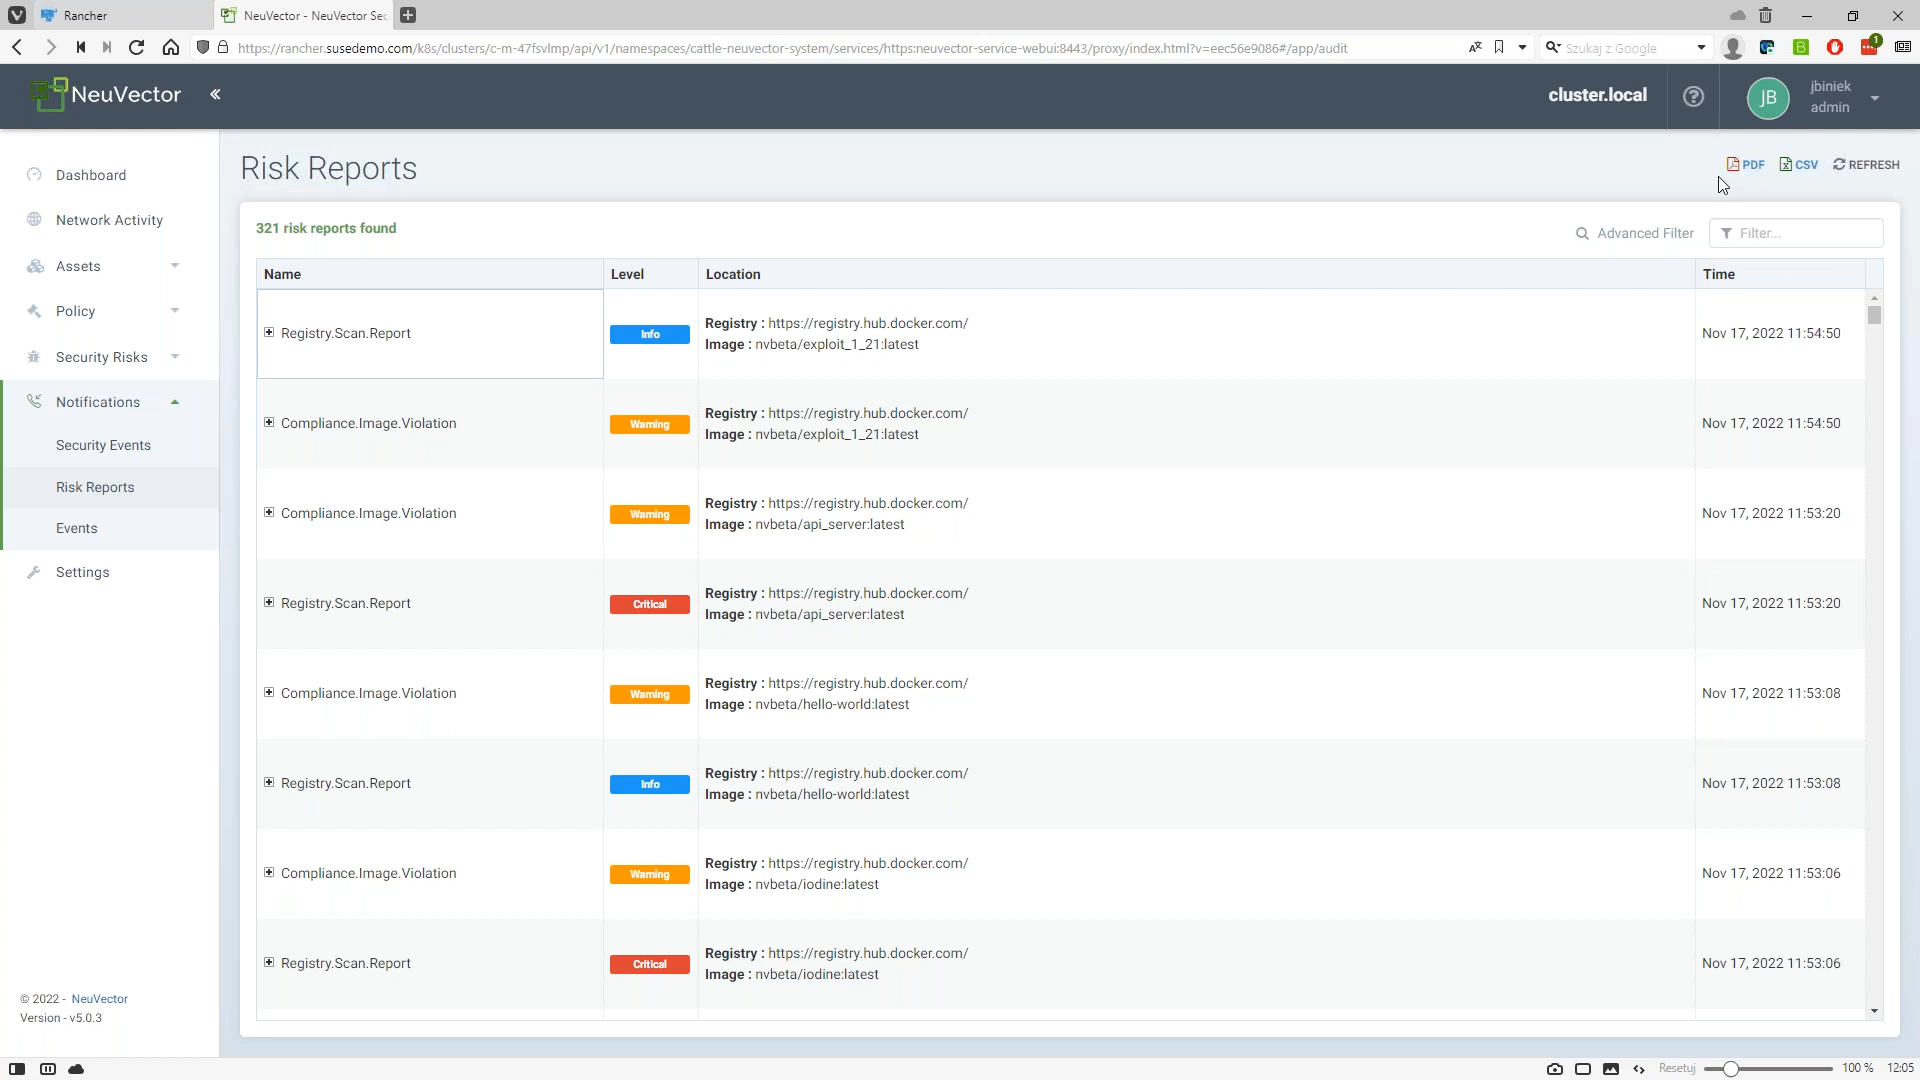 Rancher
NeuVector - NeuVector Sec
https://rancher.susedemo.com/k8s/clusters/c-m-47fsvlmp/api/v1/namespaces/cattle-neuvector-system/services/https:neuvector-service-webui:8443/proxy/index.html?v=eec56e9086#/app/audit
Szukaj z Google
1
NeuVector
cluster.local
JB
jbiniek
admin
Dashboard
Network Activity
Assets
Policy
Security Risks
Notifications
Security Events
Risk Reports
Events
Settings
© 2022 - NeuVector
Version - v5.0.3
Risk Reports
PDF
CSV
REFRESH
321 risk reports found
Advanced Filter
Filter...
Name Level Location Time
Registry.Scan.Report Info Registry : https://registry.hub.docker.com/
Image : nvbeta/exploit_1_21:latest
Nov 17, 2022 11:54:50
Compliance.Image.Violation Warning Registry : https://registry.hub.docker.com/
Image : nvbeta/exploit_1_21:latest
Nov 17, 2022 11:54:50
Compliance.Image.Violation Warning Registry : https://registry.hub.docker.com/
Image : nvbeta/api_server:latest
Nov 17, 2022 11:53:20
Registry.Scan.Report Critical Registry : https://registry.hub.docker.com/
Image : nvbeta/api_server:latest
Nov 17, 2022 11:53:20
Compliance.Image.Violation Warning Registry : https://registry.hub.docker.com/
Image : nvbeta/hello-world:latest
Nov 17, 2022 11:53:08
Registry.Scan.Report Info Registry : https://registry.hub.docker.com/
Image : nvbeta/hello-world:latest
Nov 17, 2022 11:53:08
Compliance.Image.Violation Warning Registry : https://registry.hub.docker.com/
Image : nvbeta/iodine:latest
Nov 17, 2022 11:53:06
Registry.Scan.Report Critical Registry : https://registry.hub.docker.com/
Image : nvbeta/iodine:latest
Nov 17, 2022 11:53:06
Resetuj
100 %
12:05